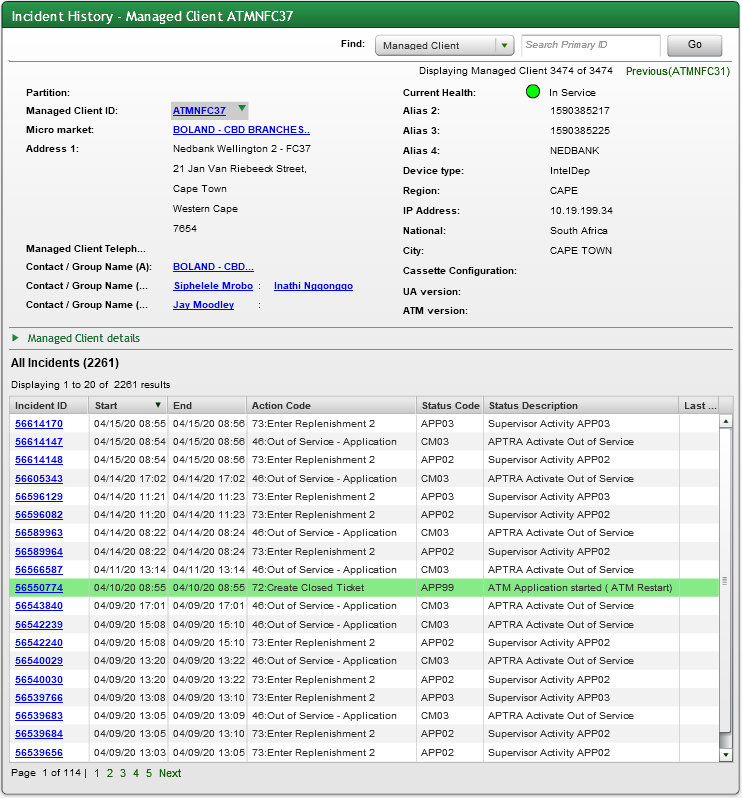 Incident History - Managed Client ATMNFC37
Find: Managed Client Search Primary ID Go
Displaying Managed Client 3474 of 3474 Previous(ATMNFC31)
Partition: Current Health: In Service
Managed Client ID: ATMNFC37 Alias 2: 1590385217
Micro market: BOLAND - CBD BRANCHES.. Alias 3: 1590385225
Address 1: Nedbank Wellington 2 - FC37 Alias 4: NEDBANK
21 Jan Van Riebeeck Street, Device type: IntelDep
Cape Town Region: CAPE
Western Cape IP Address: 10.19.199.34
7654 National: South Africa
Managed Client Teleph... City: CAPE TOWN
Contact / Group Name (A): BOLAND - CBD... Cassette Configuration:
Contact / Group Name (... Siphelele Mrobo : Inathi Ngqongqo UA version:
Contact / Group Name (... Jay Moodley : ATM version:
Managed Client details
All Incidents (2261)
Displaying 1 to 20 of 2261 results
Incident ID Start End Action Code Status Code Status Description Last ...
56614170 04/15/20 08:55 04/15/20 08:56 73:Enter Replenishment 2 APP03 Supervisor Activity APP03
56614147 04/15/20 08:54 04/15/20 08:56 46:Out of Service - Application CM03 APTRA Activate Out of Service
56614148 04/15/20 08:54 04/15/20 08:56 73:Enter Replenishment 2 APP02 Supervisor Activity APP02
56605343 04/14/20 17:02 04/14/20 17:02 46:Out of Service - Application CM03 APTRA Activate Out of Service
56596129 04/14/20 11:21 04/14/20 11:23 73:Enter Replenishment 2 APP03 Supervisor Activity APP03
56596082 04/14/20 11:20 04/14/20 11:23 73:Enter Replenishment 2 APP02 Supervisor Activity APP02
56589963 04/14/20 08:22 04/14/20 08:24 46:Out of Service - Application CM03 APTRA Activate Out of Service
56589964 04/14/20 08:22 04/14/20 08:24 73:Enter Replenishment 2 APP02 Supervisor Activity APP02
56566587 04/11/20 13:14 04/11/20 13:14 46:Out of Service - Application CM03 APTRA Activate Out of Service
56550774 04/10/20 08:55 04/10/20 08:55 72:Create Closed Ticket APP99 ATM Application started ( ATM Restart)
56543840 04/09/20 17:01 04/09/20 17:01 46:Out of Service - Application CM03 APTRA Activate Out of Service
56542239 04/09/20 15:08 04/09/20 15:10 46:Out of Service - Application CM03 APTRA Activate Out of Service
56542240 04/09/20 15:08 04/09/20 15:10 73:Enter Replenishment 2 APP02 Supervisor Activity APP02
56540029 04/09/20 13:20 04/09/20 13:22 46:Out of Service - Application CM03 APTRA Activate Out of Service
56540030 04/09/20 13:20 04/09/20 13:22 73:Enter Replenishment 2 APP02 Supervisor Activity APP02
56539766 04/09/20 13:08 04/09/20 13:10 73:Enter Replenishment 2 APP03 Supervisor Activity APP03
56539683 04/09/20 13:05 04/09/20 13:09 46:Out of Service - Application CM03 APTRA Activate Out of Service
56539684 04/09/20 13:05 04/09/20 13:10 73:Enter Replenishment 2 APP02 Supervisor Activity APP02
56539656 04/09/20 13:03 04/09/20 13:05 73:Enter Replenishment 2 APP02 Supervisor Activity APP02
Page 1 of 114 | 1 2 3 4 5 Next